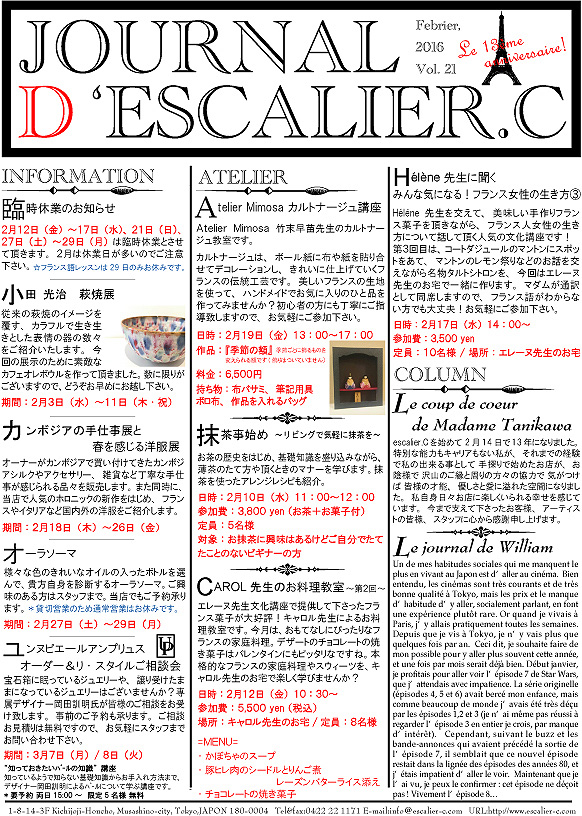 JOURNAL
D 'ESCALIER.C
Febrier,
2016
Vol. 21
Le 13ème
anniversaire!
INFORMATION
臨時休業のお知らせ
2月12日（金）～17日（水）、21日（日）、
27日（土）～29日（月）は臨時休業とさせ
て頂きます。 2月は休業日が多いのでご注意
下さい。☆フランス語レッスンは 29 日のみお休みです。
小田 光治 萩焼展
従来の萩焼のイメージを
覆す、カラフルで生き生
きとした表情の器の数々
をご紹介いたします。 今
回の展示のために素敵な
カフェオレボウルを作って頂きました。数に限りが
ございますので、どうぞお早めにお越し下さい。
期間：2月3日（水）～11日（木・祝）
カンボジアの手仕事展と
春を感じる洋服展
オーナーがカンボジアで買い付けてきたカンボジ
アシルクやアクセサリー、 雑貨など丁寧な手仕
事が感じられる品々を販売します。また同時に、
当店で人気のホロニックの新作をはじめ、 フラン
スやイタリアなど国内外の洋服をご紹介します。
期間：2月18日（木）～26日（金）
オーラソーマ
様々な色のきれいなオイルの入ったボトルを選
んで、貴方自身を診断するオーラソーマ。ご興
味のある方はスタッフまで。当店でもご予約承り
ます。＊貸切営業のため通常営業はお休みです。
期間：2月27日（土）～29日（月）
ユンヌピエールアンプリュス
オーダー＆リ・スタイルご相談会
宝石箱に眠っているジュエリーや、 譲り受けたま
まになっているジュエリーはございませんか？専
属デザイナー岡田訓明氏が皆様のご相談をお受
け致します。 事前のご予約も承ります。 ご相談
お見積りは無料ですので、 お気軽にスタッフまで
お問い合わせ下さい。
期間：3月7日（月）/ 8日（火）
"知っておきたいパールの知識" 講座
知っているようで知らない基礎知識からお手入れ方法まで、
デザイナー岡田訓明によるパールについて学ぶ講座です。
＊要予約 両日 15:00～ 限定 5 名様 無料
ATELIER
Atelier Mimosa カルトナージュ講座
Atelier Mimosa 竹末早苗先生のカルトナー
ジュ教室です。
カルトナージュは、 ボール紙に布や紙を貼り合
せてデコレーションし、 きれいに仕上げていくフ
ランスの伝統工芸です。 美しいフランスの生地
を使って、 ハンドメイドでお気に入りのひと品を
作ってみませんか？初心者の方にも丁寧にご指
導致しますので、 お気軽にご参加下さい。
日時：2月19日（金）13：00～17：00
作品：『季節の額』
料金：6,500円
持ち物：布バサミ、 筆記用具
ボロ布、 作品を入れるバッグ
抹茶事始め ～リビングで気軽に抹茶を～
お茶の歴史をはじめ、基礎知識を盛り込みながら、
薄茶のたて方や頂くときのマナーを学びます。抹
茶を使ったアレンジレシピも紹介。
日時：2月10日（水）11：00～12：00
参加費：3,800 yen（お茶＋お菓子付）
定員：5名様
対象：お抹茶に興味はあるけどご自分でたて
たことのないビギナーの方
CAROL 先生のお料理教室～第2回～
エレース先生文化講座で提供して下さったフラ
ンス菓子が大好評！キャロル先生によるお料
理教室です。今月は、おもてなしにぴったりなフ
ランスの家庭料理。デザートのチョコレートの焼
き菓子はバレンタインにもピッタリですね。本
格的なフランスの家庭料理やスウィーツを、キ
ャロル先生のお宅で楽しく学びませんか？
日時：2月12日（金）10：30～
参加費：5,500 yen（税込）
場所：キャロル先生のお宅 / 定員：8名様
=MENU=
・かぼちゃのスープ
・豚ヒレ肉のシードルとりんご煮
レーズンバターライス添え
・チョコレートの焼き菓子
Hélène 先生に聞く
みんな気になる！フランス女性の生き方③
Hélène 先生を交えて、 美味しい手作りフラン
ス菓子を頂きながら、 フランス人女性の生き
方について話して頂く人気の文化講座です！
第3回目は、コートダジュールのマントンにスポッ
トをあて、 マントンのレモン祭りなどのお話を交
えながら名物タルトシトロンを、 今回はエレーヌ
先生のお宅で一緒に作ります。 マダムが通訳
として同席しますので、 フランス語がわからな
い方でも大丈夫！お気軽にご参加下さい。
日時：2月17日（水）14：00～
参加費：3,500 yen
定員：10名様 / 場所：エレーヌ先生のお宅
COLUMN
Le coup de coeur
de Madame Tanikawa
escalier.C を始めて 2 月 14 日で 13 年になりました。
特別な能力もキャリアもない私が、 それまでの経験
で私の出来る事として 手探りで始めたお店が、 お
陰様で 沢山のご縁と周りの方々の協力で 気がつけ
ば 皆様の才能、 優しさと愛に溢れた空間になりまし
た。 私自身日々お店に楽しくいられる幸せを感じて
います。 今まで支えて下さったお客様、 アーティス
トの皆様、 スタッフに心から感謝申し上げます。
Le journal de William
Un de mes habitudes sociales qui me manquent le
plus en vivant au Japon est d' aller au cinéma. Bien
entendu, les cinémas sont très courants et de très
bonne qualité à Tokyo, mais les prix et le manque
d' habitude d' y aller, socialement parlant, en font
une expérience plutôt rare. Or quand je vivais à
Paris, j' y allais pratiquement toutes les semaines.
Depuis que je vis à Tokyo, je n' y vais plus que
quelques fois par an. Ceci dit, je souhaite faire de
mon possible pour y aller plus souvent cette année,
et une fois par mois serait déjà bien. Début janvier,
je profitais pour aller voir l' épisode 7 de Star Wars,
que j' attendais avec impatience. La série originelle
(épisodes 4, 5 et 6) avait bercé mon enfance, mais
comme beaucoup de monde j' avais été très déçu
par les épisodes 1,2 et 3 (je n' ai même pas réussi à
regarder l' épisode 3 en entier je crois, par manque
d' intérêt). Cependant, suivant le buzz et les
bande-annonces qui avaient précédé la sortie de
l' épisode 7, il semblait que ce nouvel épisode
restait dans la lignée des épisodes des années 80, et
j' étais impatient d' aller le voir. Maintenant que je
l' ai vu, je peux le confirmer : cet épisode ne déçoit
pas ! Vivement l' épisode 8…
1-8-14-3F Kichijoji-Honcho, Musashino-city, Tokyo,JAPON 180-0004 Tel&fax0422 22 1171 E-mail:info@escalier-c.com URL:http://www.escalier-c.com